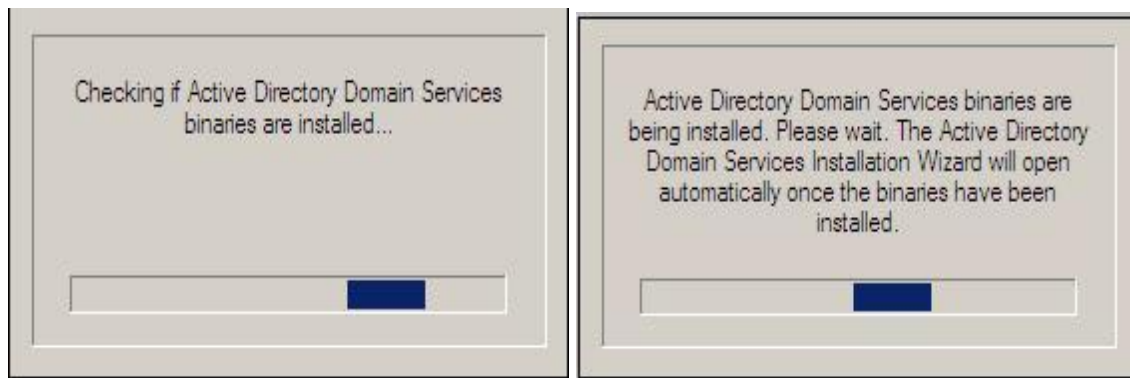 Checking if Active Directory Domain Services
binaries are installed...
Active Directory Domain Services binaries are
being installed. Please wait. The Active Directory
Domain Services Installation Wizard will open
automatically once the binaries have been
installed.